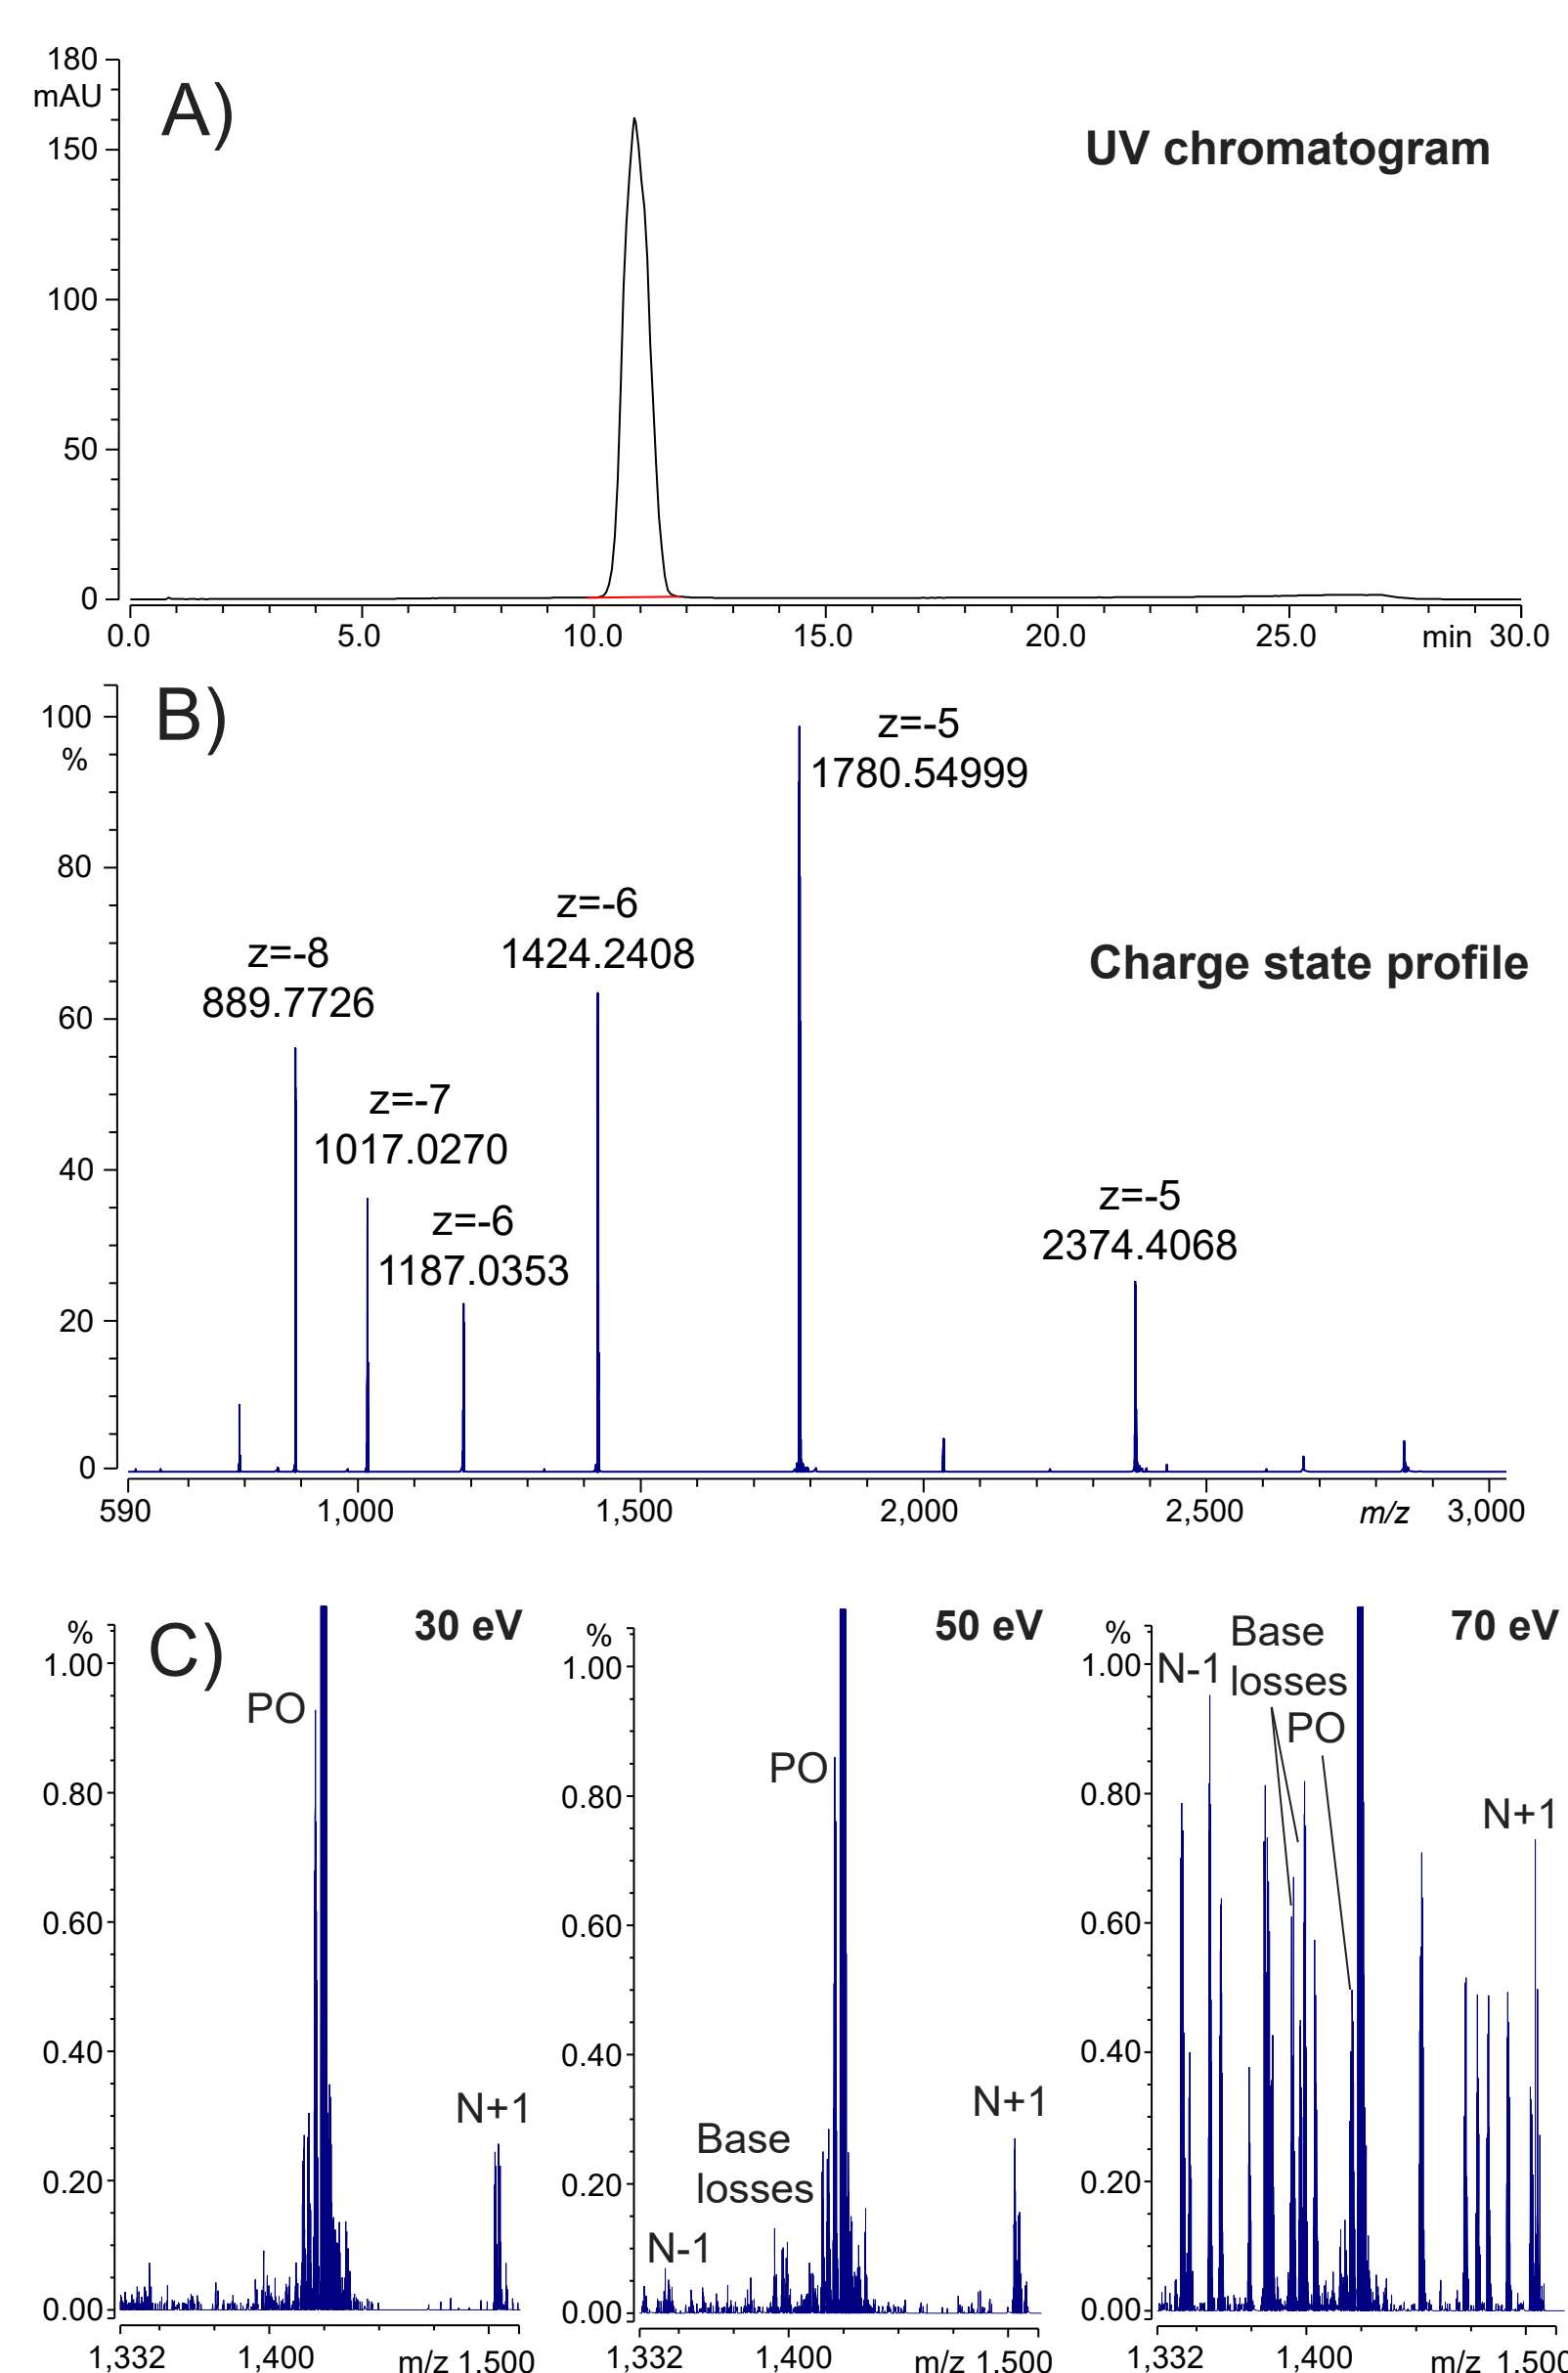 180
mAU
A)
150
UV chromatogram
100
50
0
0.0 5.0 10.0 15.0 20.0 25.0 min 30.0
B)
100
%
z=-5
1780.54999
80
z=-6
1424.2408
z=-8
889.7726
Charge state profile
60
z=-7
1017.0270
40
z=-6
1187.0353
z=-5
2374.4068
20
0
590 1,000 1,500 2,000 2,500 m/z 3,000
C)
30 eV
%
1.00
PO
0.80
0.60
0.40
N+1
0.20
0.00
1,332 1,400 m/z 1,500
50 eV
%
1.00
PO
0.80
0.60
0.40
N+1
Base
losses
0.20
N-1
0.00
1,332 1,400 m/z 1,500
70 eV
%
1.00
N-1
Base
losses
PO
0.80
N+1
0.60
0.40
0.20
0.00
1,332 1,400 m/z 1,500